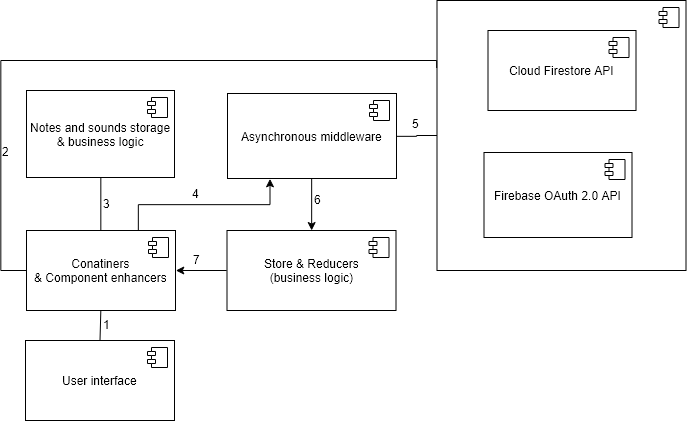 Cloud Firestore API
2
Notes and sounds storage
& business logic
Asynchronous middleware
5
Firebase OAuth 2.0 API
3
4
6
Conatiners
& Component enhancers
7
Store & Reducers
(business logic)
1
User interface